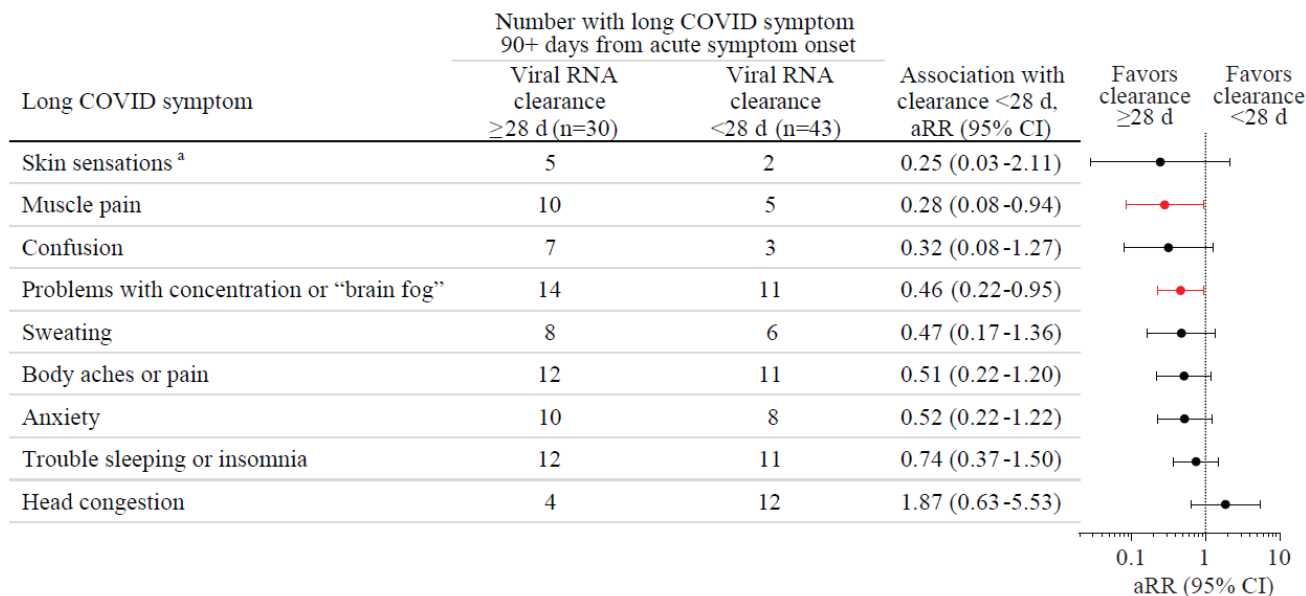 Number with long COVID symptom
90+ days from acute symptom onset
Long COVID symptom
Viral RNA
clearance
≥28 d (n=30)
Viral RNA
clearance
<28 d (n=43)
Association with
clearance <28 d,
aRR (95% CI)
Favors
clearance
≥28 d
Favors
clearance
<28 d
Skin sensations a 5 2 0.25 (0.03-2.11)
Muscle pain 10 5 0.28 (0.08-0.94)
Confusion 7 3 0.32 (0.08-1.27)
Problems with concentration or “brain fog” 14 11 0.46 (0.22-0.95)
Sweating 8 6 0.47 (0.17-1.36)
Body aches or pain 12 11 0.51 (0.22-1.20)
Anxiety 10 8 0.52 (0.22-1.22)
Trouble sleeping or insomnia 12 11 0.74 (0.37-1.50)
Head congestion 4 12 1.87 (0.63-5.53)
0.1 1 10
aRR (95% CI)